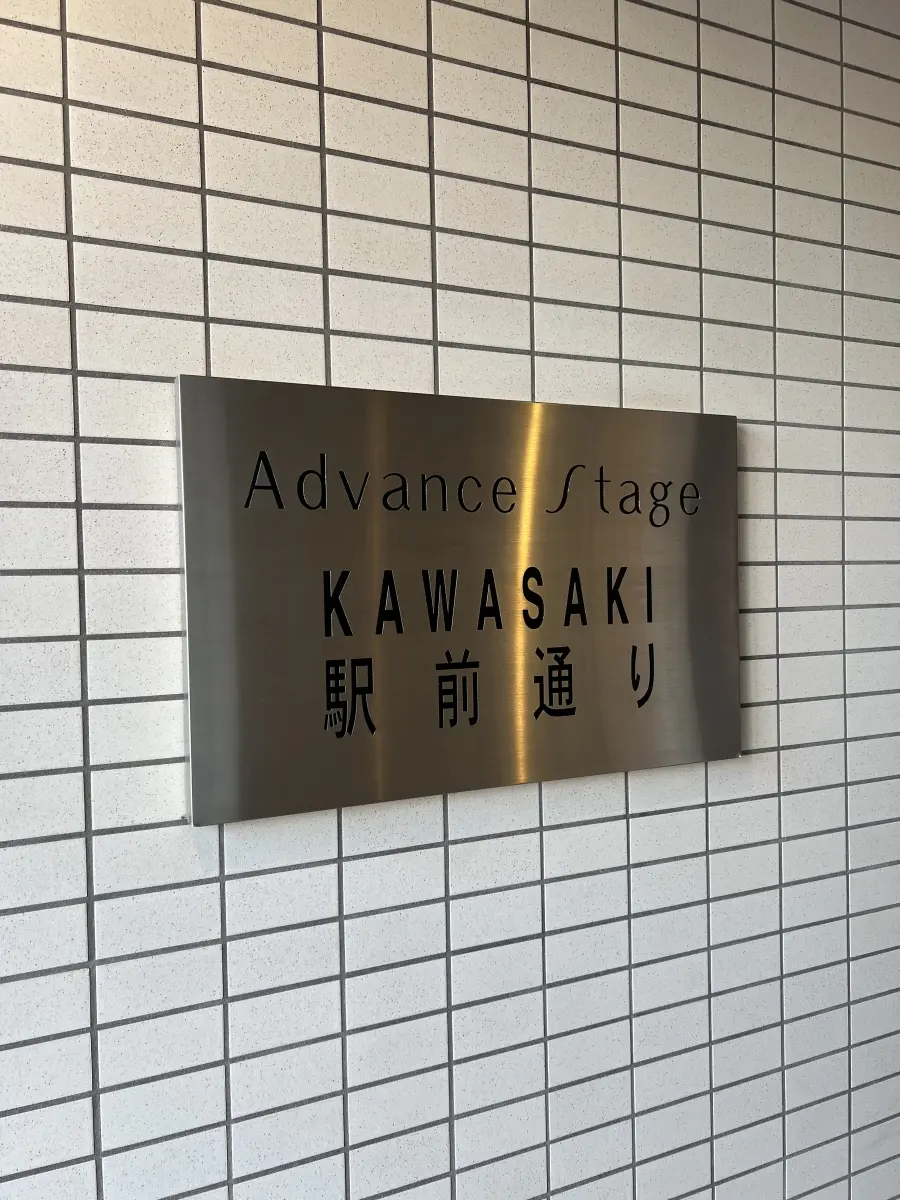 Advance Stage
KAWASAKI
駅前通り